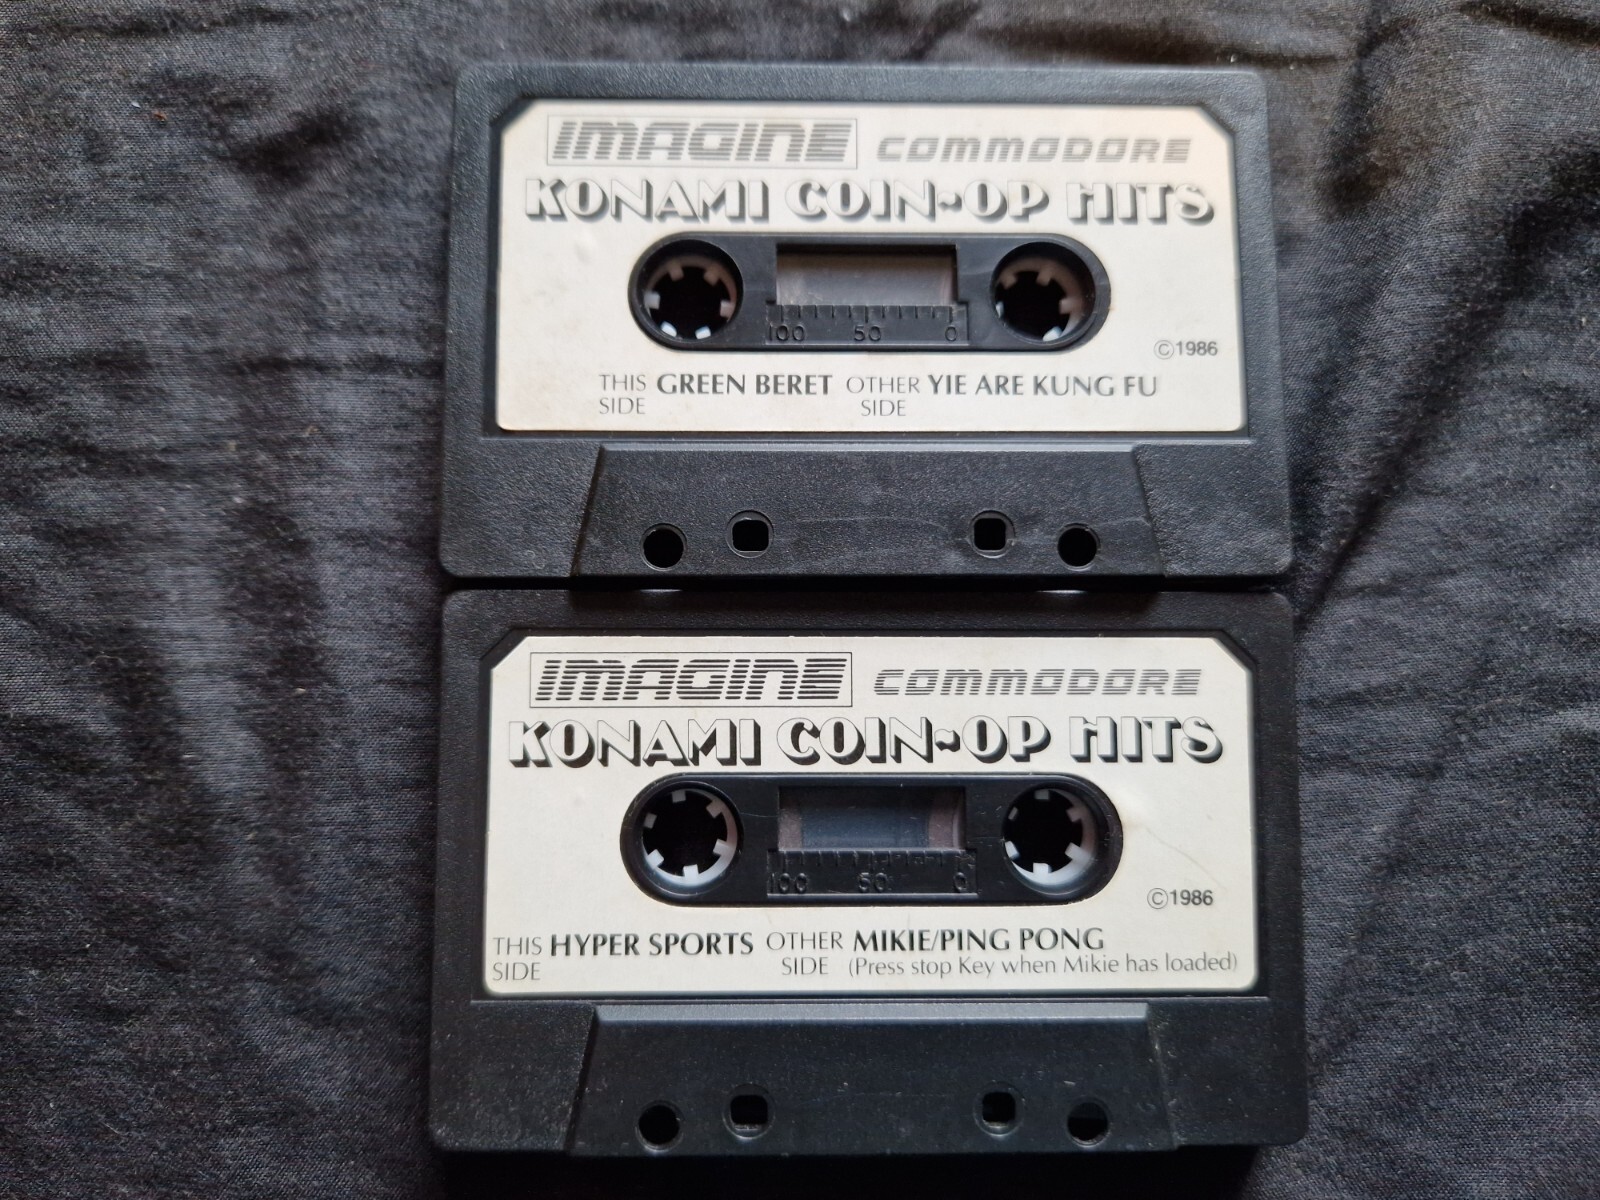 IMAGINE COMMODORE
KONAMI COIN-OP HITS
100 50 0
©1986
THIS SIDE GREEN BERET OTHER SIDE YIE ARE KUNG FU
IMAGINE COMMODORE
KONAMI COIN-OP HITS
100 50 0
©1986
THIS SIDE HYPER SPORTS OTHER SIDE MIKIE/PING PONG
(Press stop Key when Mikie has loaded)